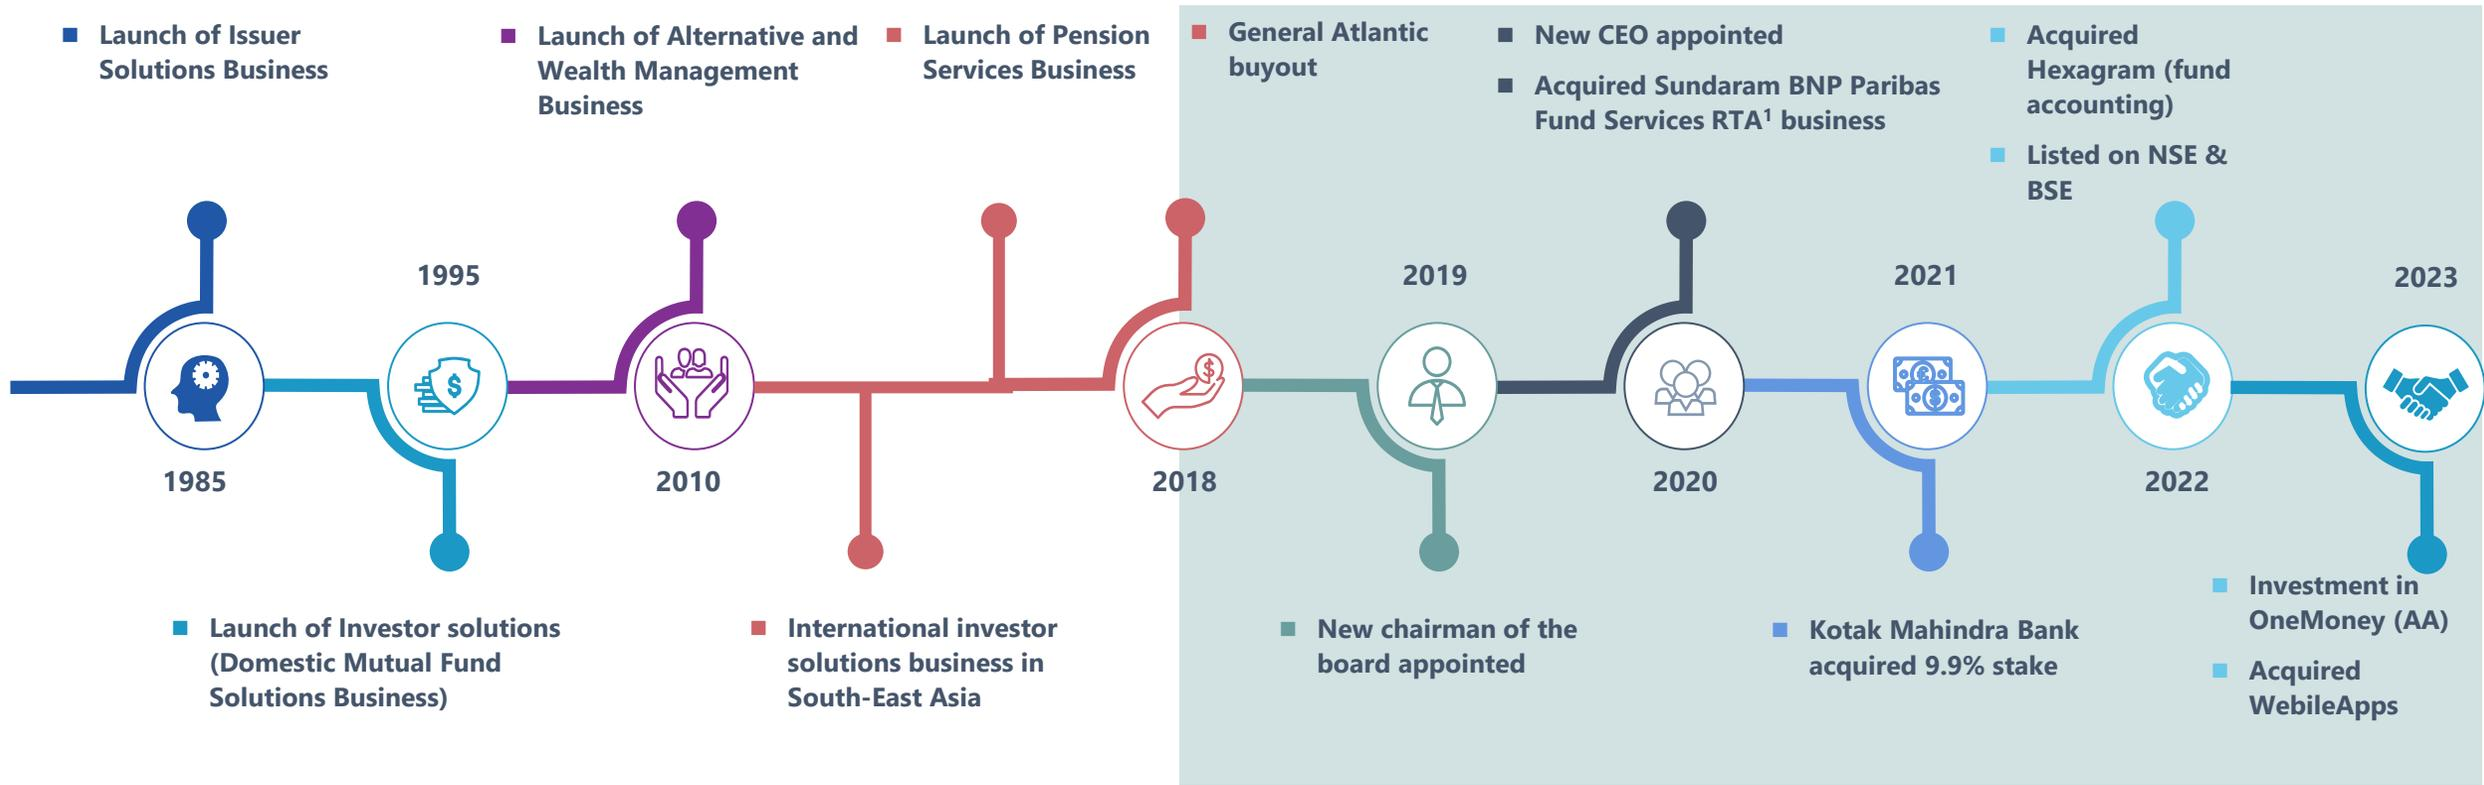 Launch of Issuer
Solutions Business
Launch of Alternative and
Wealth Management
Business
Launch of Pension
Services Business
General Atlantic
buyout
New CEO appointed
Acquired Sundaram BNP Paribas
Fund Services RTA¹ business
Acquired
Hexagram (fund
accounting)
Listed on NSE &
BSE
1995
2019
2021
2023
1985
2010
2018
2020
2022
Launch of Investor solutions
(Domestic Mutual Fund
Solutions Business)
International investor
solutions business in
South-East Asia
New chairman of the
board appointed
Kotak Mahindra Bank
acquired 9.9% stake
Investment in
OneMoney (AA)
Acquired
WebileApps